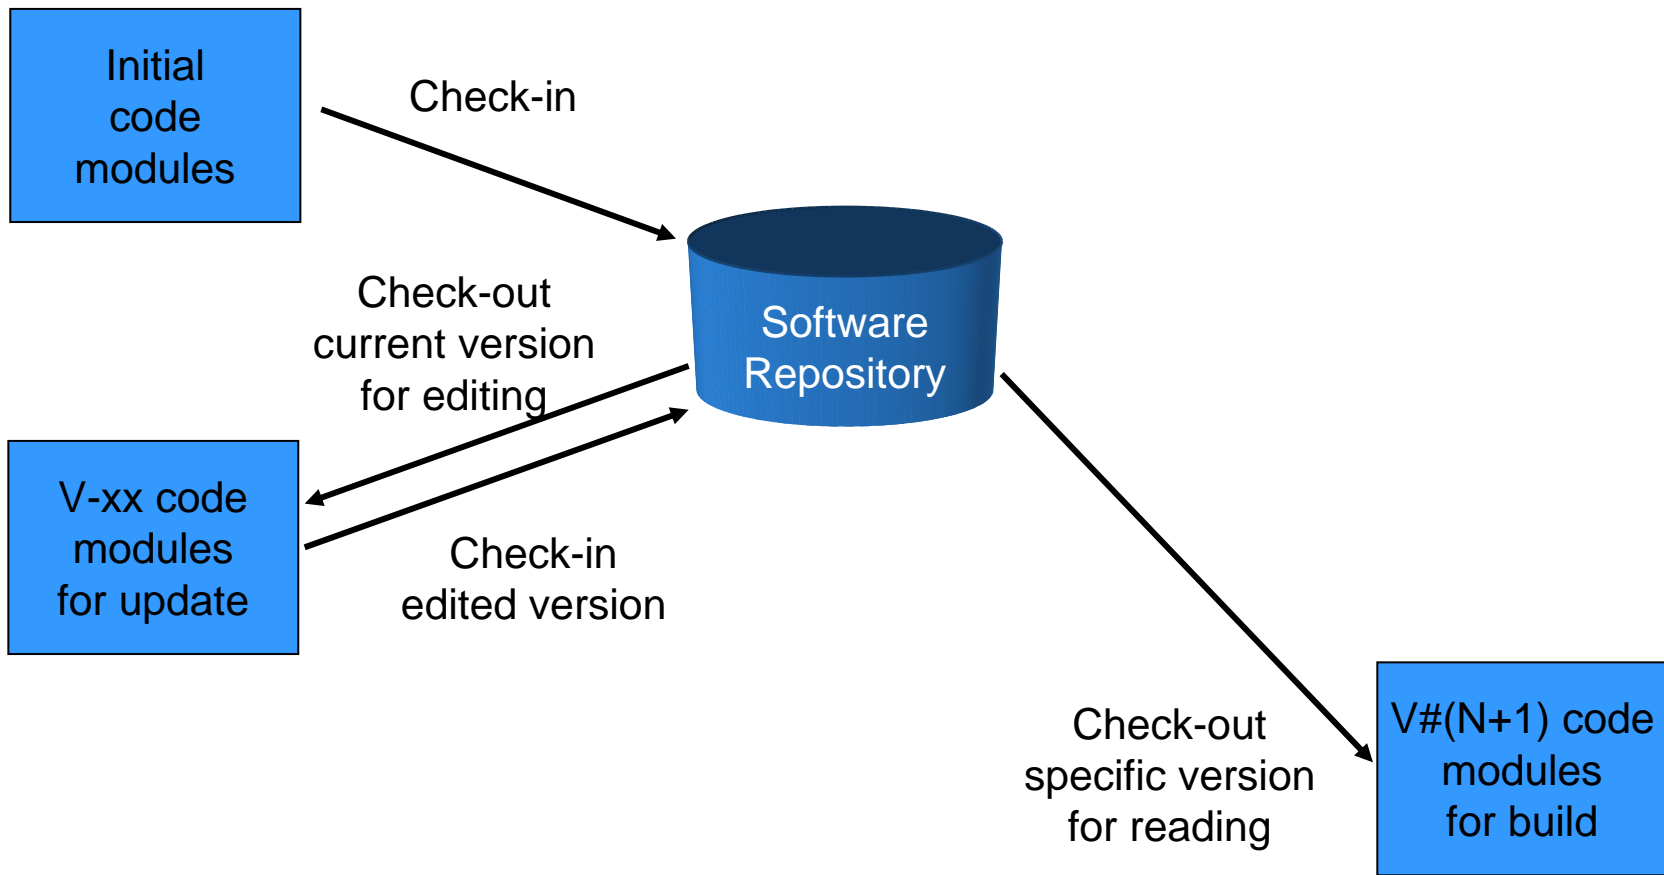 Initial
code
modules
Check-in
Software
Repository
Check-out
current version
for editing
V-xx code
modules
for update
Check-in
edited version
Check-out
specific version
for reading
V#(N+1) code
modules
for build